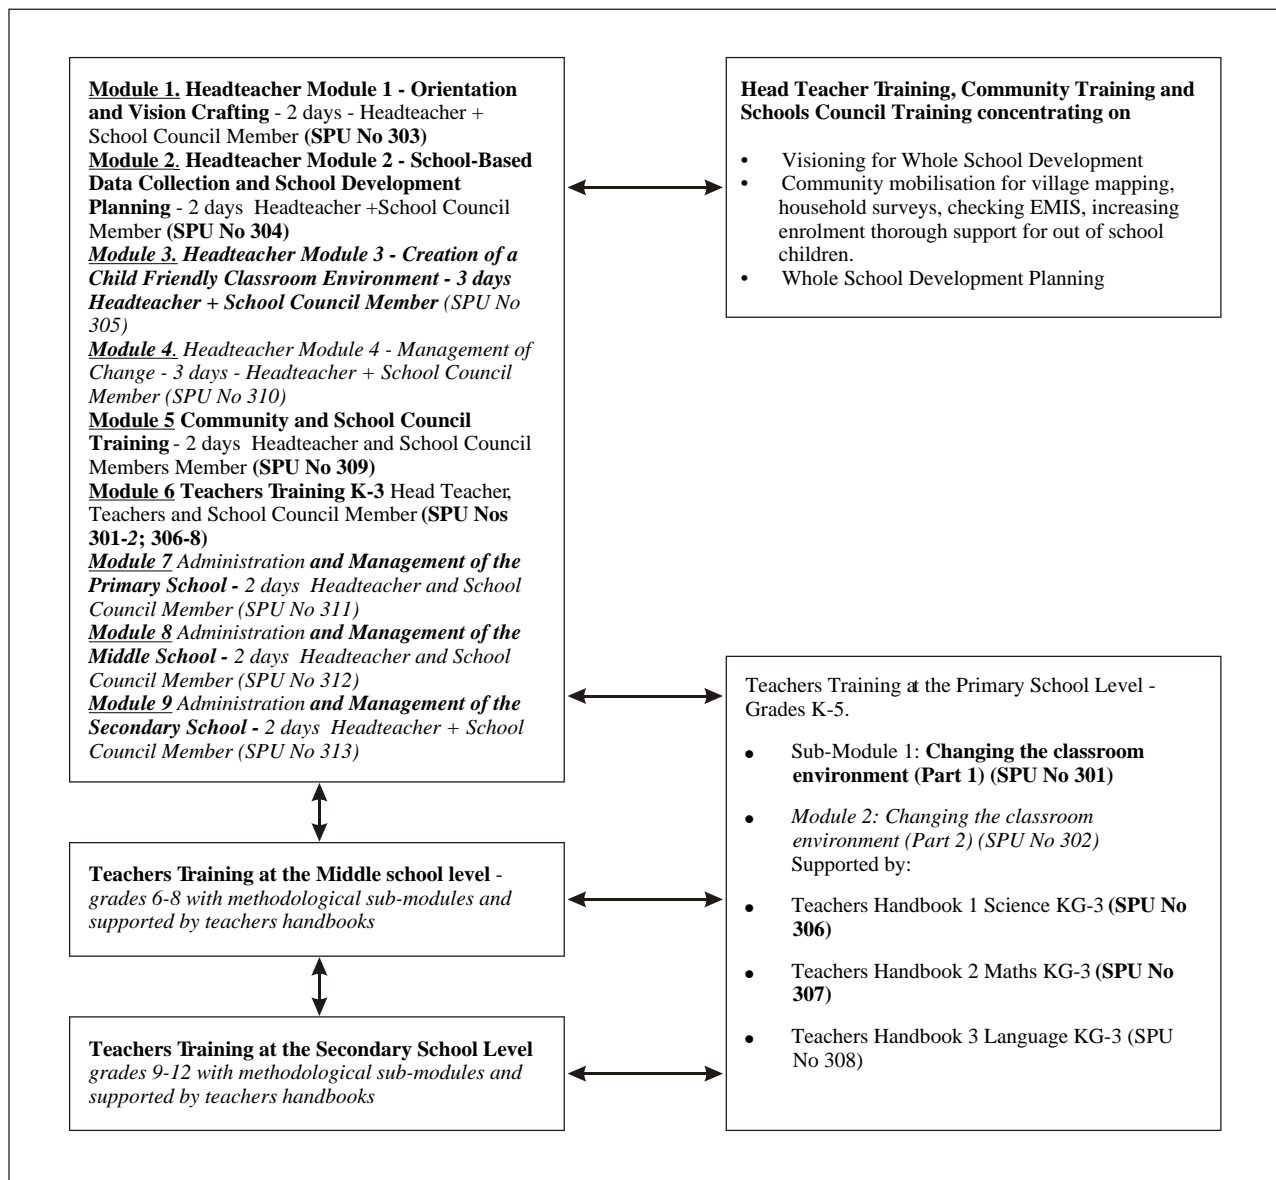 Module 1. Headteacher Module 1 - Orientation
and Vision Crafting - 2 days - Headteacher +
School Council Member (SPU No 303)
Module 2. Headteacher Module 2 - School-Based
Data Collection and School Development
Planning - 2 days Headteacher +School Council
Member (SPU No 304)
Module 3. Headteacher Module 3 - Creation of a
Child Friendly Classroom Environment - 3 days
Headteacher + School Council Member (SPU No
305)
Module 4. Headteacher Module 4 - Management of
Change - 3 days - Headteacher + School Council
Member (SPU No 310)
Module 5 Community and School Council
Training - 2 days Headteacher and School Council
Members Member (SPU No 309)
Module 6 Teachers Training K-3 Head Teacher,
Teachers and School Council Member (SPU Nos
301-2; 306-8)
Module 7 Administration and Management of the
Primary School - 2 days Headteacher and School
Council Member (SPU No 311)
Module 8 Administration and Management of the
Middle School - 2 days Headteacher and School
Council Member (SPU No 312)
Module 9 Administration and Management of the
Secondary School - 2 days Headteacher + School
Council Member (SPU No 313)
Head Teacher Training, Community Training and
Schools Council Training concentrating on
• Visioning for Whole School Development
• Community mobilisation for village mapping,
household surveys, checking EMIS, increasing
enrolment thorough support for out of school
children.
• Whole School Development Planning
Teachers Training at the Middle school level -
grades 6-8 with methodological sub-modules and
supported by teachers handbooks
Teachers Training at the Secondary School Level
grades 9-12 with methodological sub-modules and
supported by teachers handbooks
Teachers Training at the Primary School Level -
Grades K-5.
• Sub-Module 1: Changing the classroom
environment (Part 1) (SPU No 301)
• Module 2: Changing the classroom
environment (Part 2) (SPU No 302)
Supported by:
• Teachers Handbook 1 Science KG-3 (SPU No
306)
• Teachers Handbook 2 Maths KG-3 (SPU No
307)
• Teachers Handbook 3 Language KG-3 (SPU
No 308)